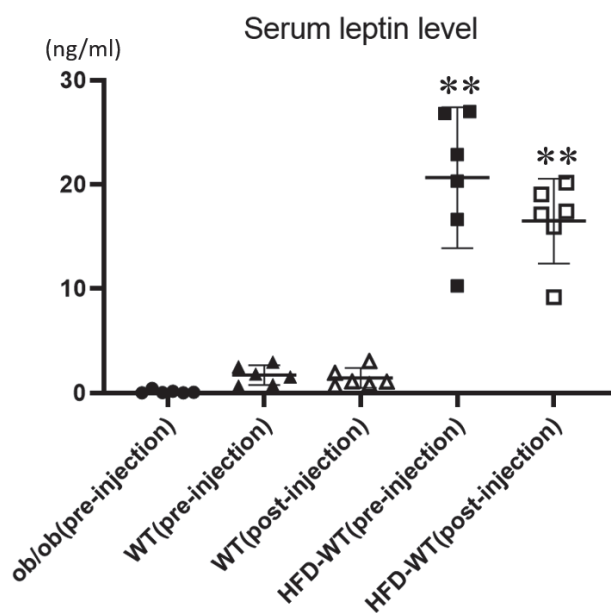 Serum leptin level
(ng/ml)
30
**
**
20
10
0
ob/ob(pre-injection)
WT(pre-injection)
WT(post-injection)
HFD-WT(pre-injection)
HFD-WT(post-injection)